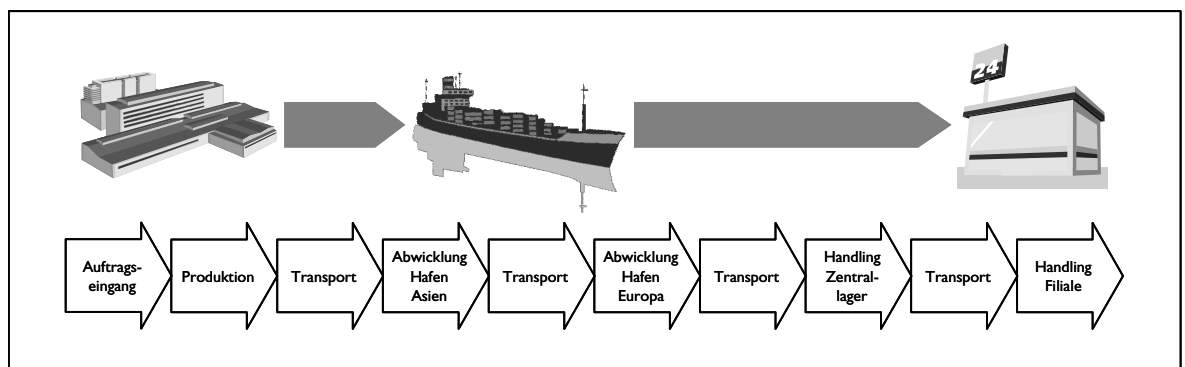 24
Auftrags-
eingang
Produktion
Transport
Abwicklung
Hafen
Asien
Transport
Abwicklung
Hafen
Europa
Transport
Handling
Zentral-
lager
Transport
Handling
Filiale